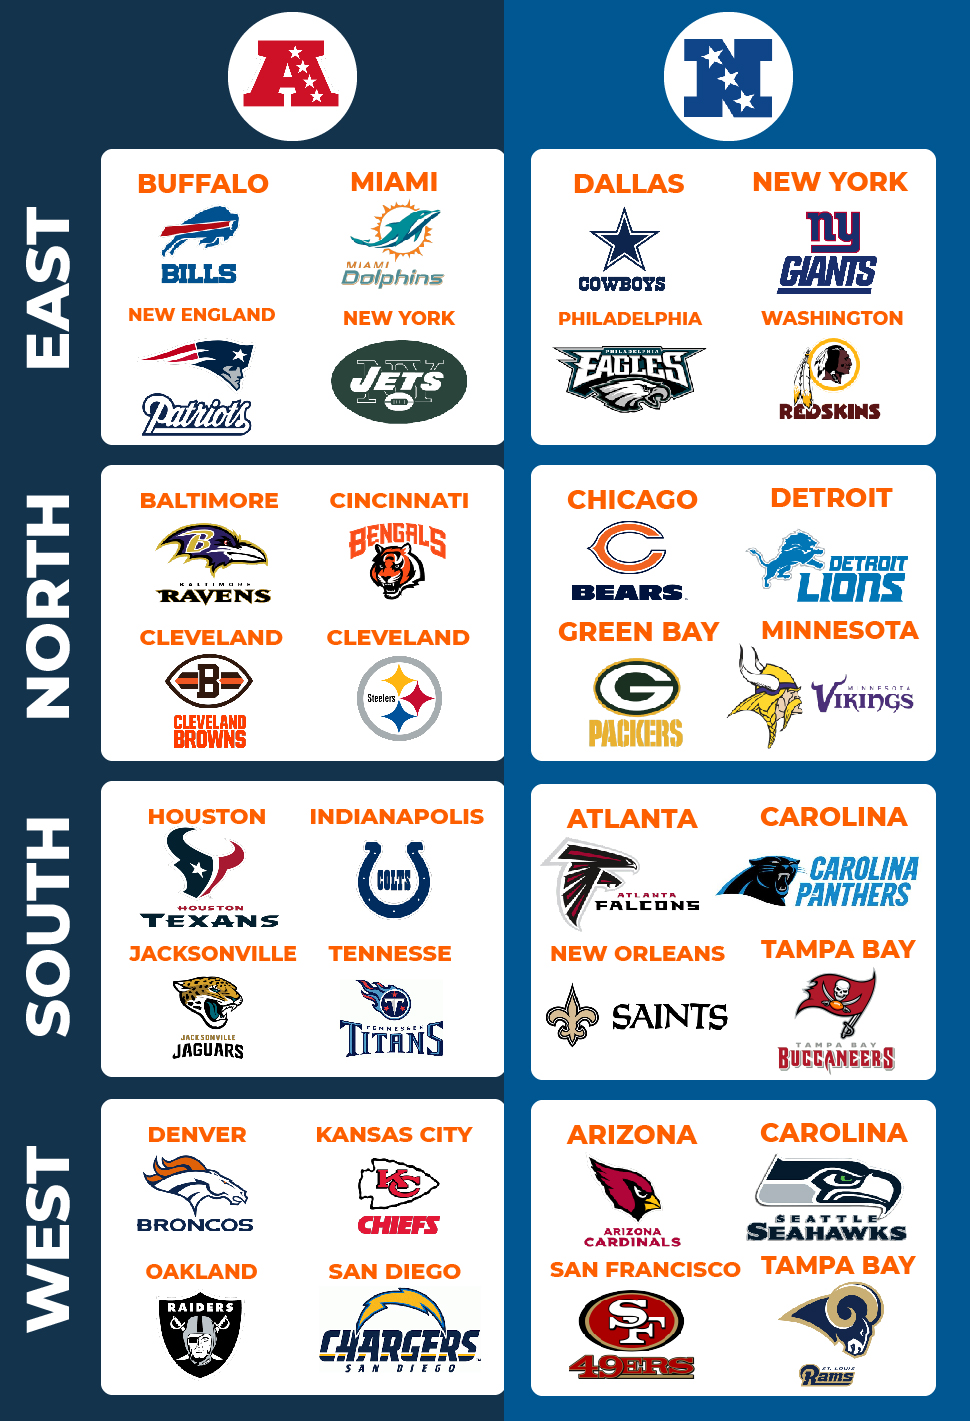 A
N
EAST
BUFFALO
BILLS
MIAMI
MIAMI
Dolphins
NEW ENGLAND
Patriots
NEW YORK
NY
JETS
DALLAS
COWBOYS
NEW YORK
ny
GIANTS
PHILADELPHIA
PHILADELPHIA
EAGLES
WASHINGTON
REDSKINS
NORTH
BALTIMORE
B
BALTIMORE
RAVENS
CINCINNATI
BENGALS
CLEVELAND
B
CLEVELAND
BROWNS
CLEVELAND
Steelers
CHICAGO
C
BEARS
DETROIT
DETROIT
LIONS
GREEN BAY
G
PACKERS
MINNESOTA
MINNESOTA
VIKINGS
SOUTH
HOUSTON
HOUSTON
TEXANS
INDIANAPOLIS
COLTS
JACKSONVILLE
JACKSONVILLE
JAGUARS
TENNESSE
T
TENNESSEE
TITANS
ATLANTA
ATLANTA
FALCONS
CAROLINA
CAROLINA
PANTHERS
NEW ORLEANS
SAINTS
TAMPA BAY
TAMPA BAY
BUCCANEERS
WEST
DENVER
BRONCOS
KANSAS CITY
KC
CHIEFS
OAKLAND
RAIDERS
SAN DIEGO
CHARGERS
SAN DIEGO
ARIZONA
ARIZONA
CARDINALS
CAROLINA
SEATTLE
SEAHAWKS
SAN FRANCISCO
SF
49ERS
TAMPA BAY
ST. LOUIS
Rams